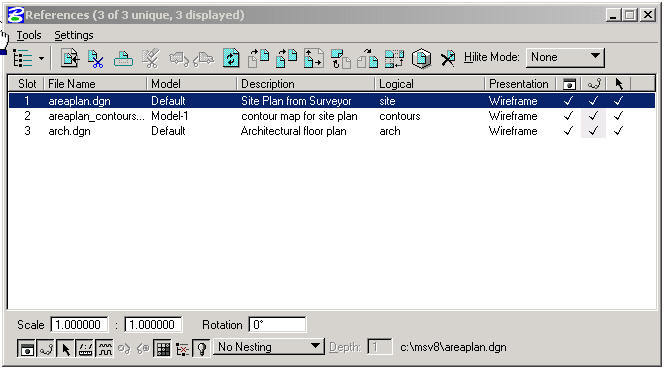 References (3 of 3 unique, 3 displayed)
Tools Settings
Hilite Mode: None
Slot File Name Model Description Logical Presentation
1 areaplan.dgn Default Site Plan from Surveyor site Wireframe
2 areaplan_contours... Model-1 contour map for site plan contours Wireframe
3 arch.dgn Default Architectural floor plan arch Wireframe
Scale 1.000000 : 1.000000 Rotation 0°
No Nesting Depth: 1 c:\msv8\areaplan.dgn